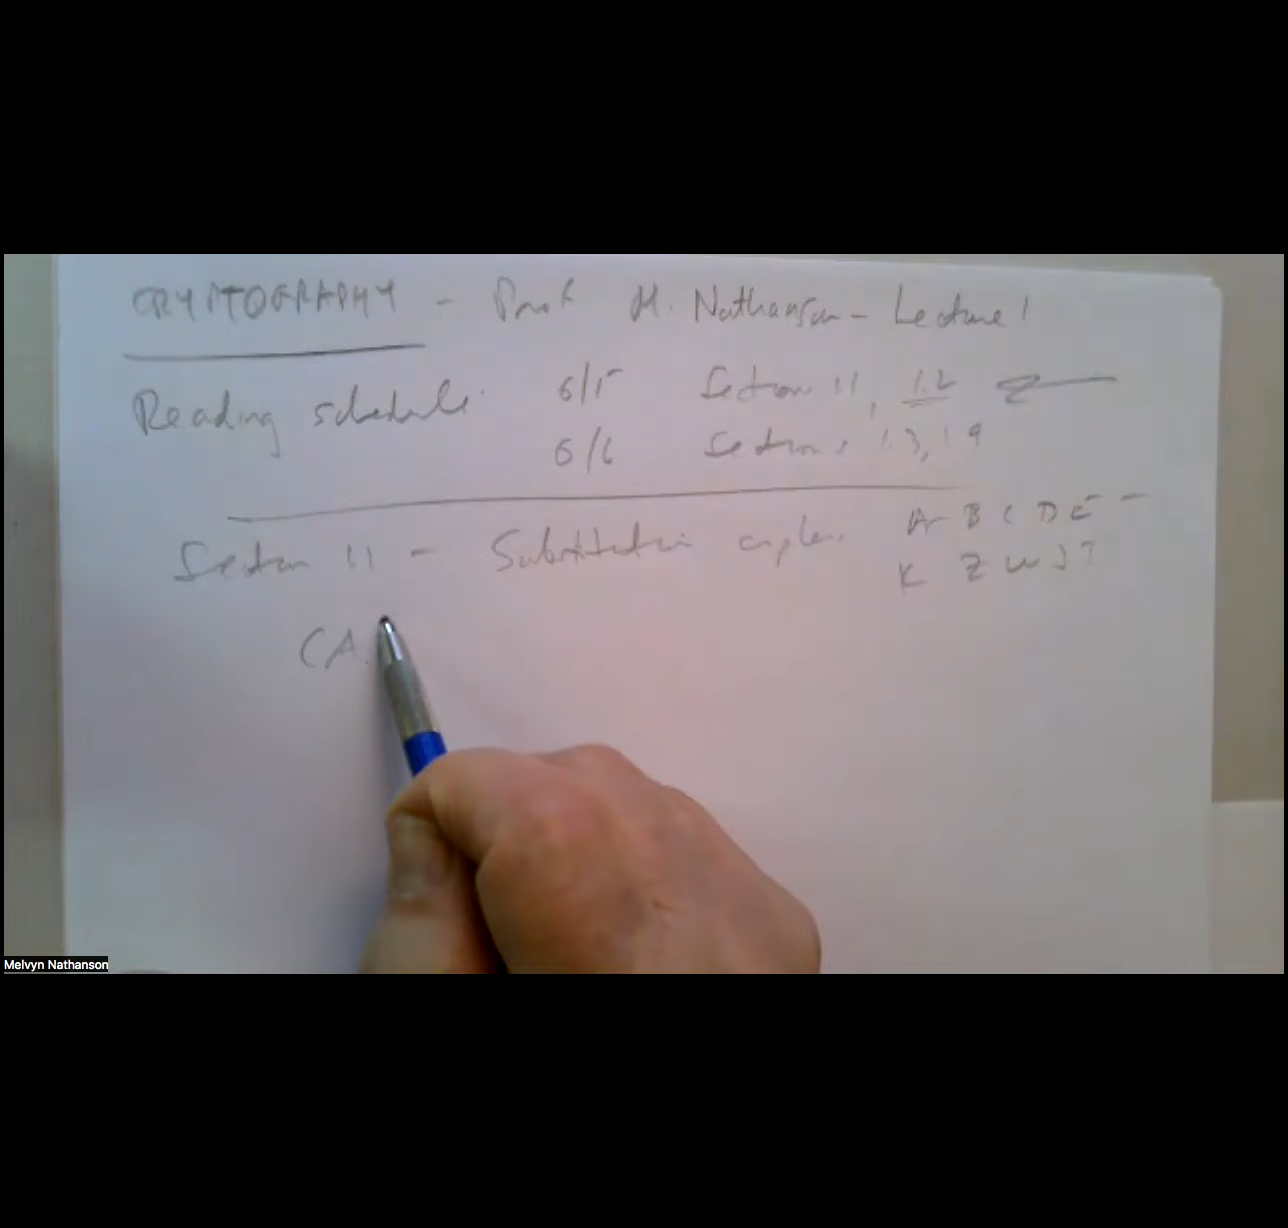 CRYPTOGRAPHY - Prof M. Nathanson - Lecture 1
Reading schedule: 6/5 Section 1.1, 1.2
6/6 Sections 1.3, 1.4
Section 1.1 - Substitution ciphers A B C D E -
K Z W J T
CA
Melvyn Nathanson